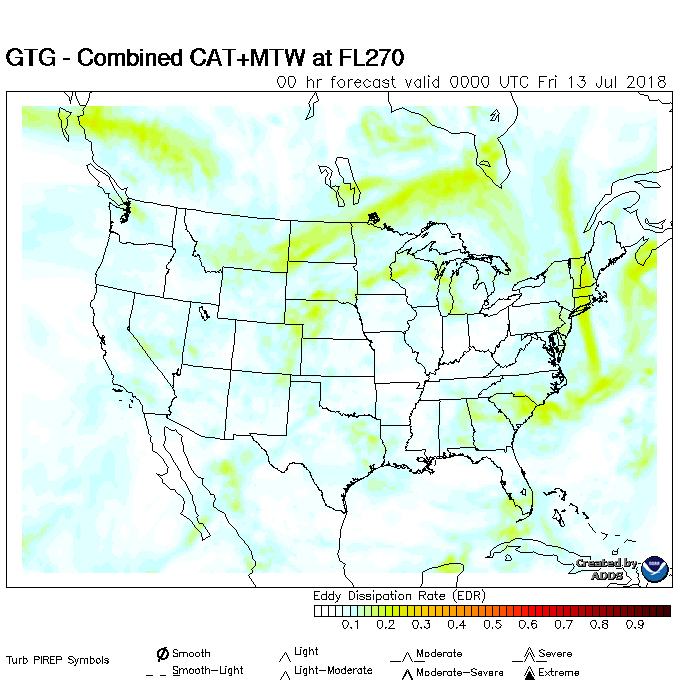 GTG - Combined CAT+MTW at FL270
00 hr forecast valid 0000 UTC Fri 13 Jul 2018
Created by
ADDS
Eddy Dissipation Rate (EDR)
0.1 0.2 0.3 0.4 0.5 0.6 0.7 0.8 0.9
Turb PIREP Symbols
Smooth Light Moderate Severe
Smooth-Light Light-Moderate Moderate-Severe Extreme